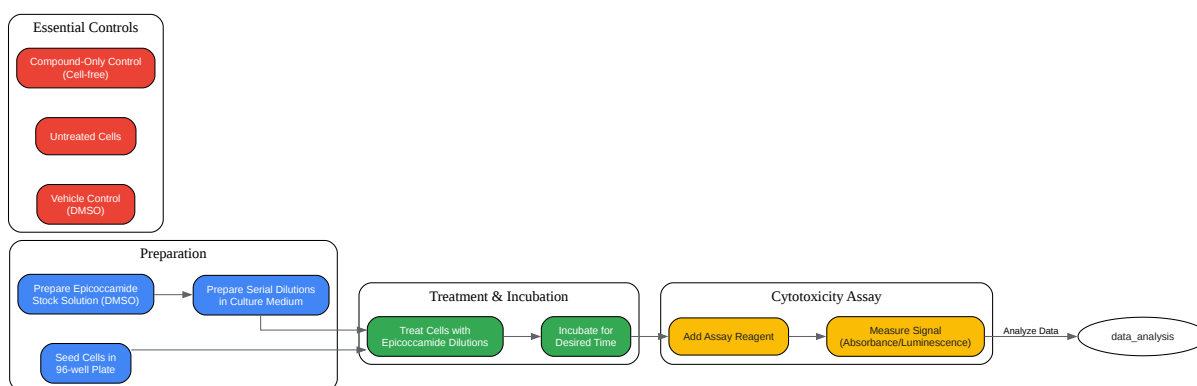 Essential Controls
Compound-Only Control
(Cell-free)
Untreated Cells
Vehicle Control
(DMSO)
Preparation
Prepare Epicoccamide
Stock Solution (DMSO)
Prepare Serial Dilutions
in Culture Medium
Seed Cells in
96-well Plate
Treatment & Incubation
Treat Cells with
Epicoccamide Dilutions
Incubate for
Desired Time
Cytotoxicity Assay
Add Assay Reagent
Measure Signal
(Absorbance/Luminescence)
Analyze Data
data_analysis